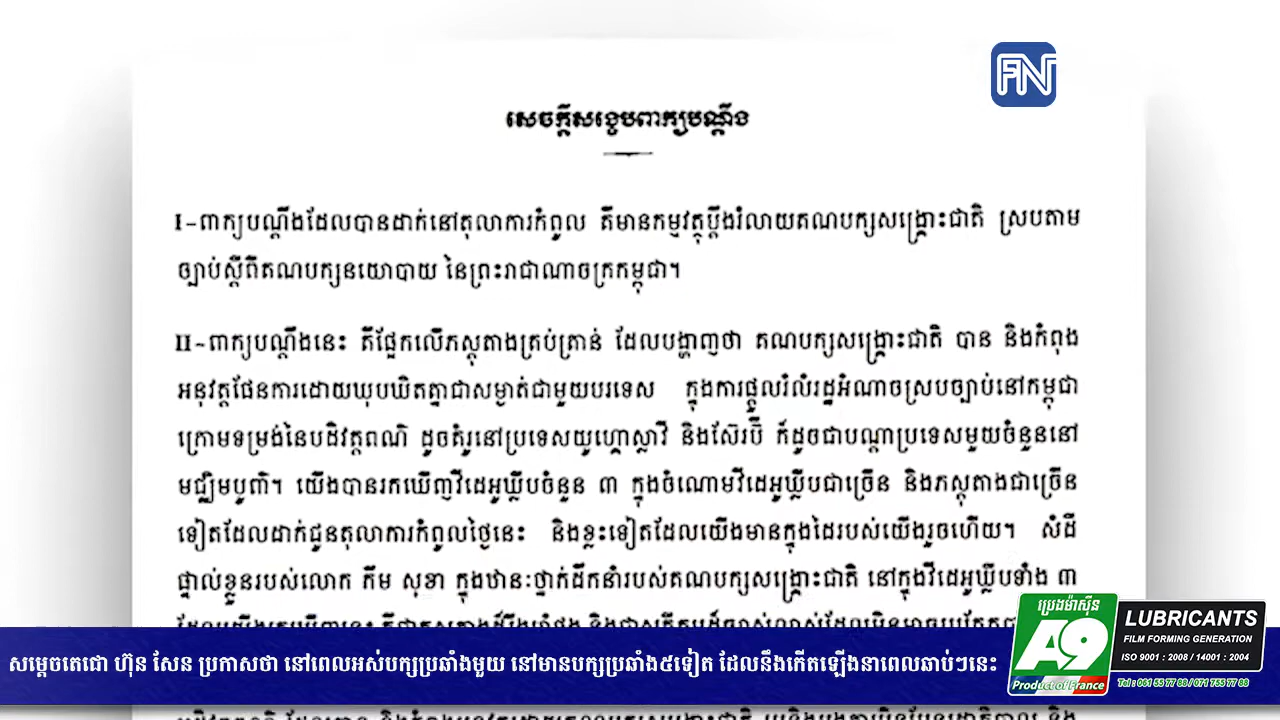 FN
សេចក្តីសង្ខេបពាក្យបណ្តឹង
I-ពាក្យបណ្តឹងដែលបានដាក់នៅតុលាការកំពូល គឺមានកម្មវត្ថុប្តឹងរំលាយគណបក្សសង្គ្រោះជាតិ ស្របតាម
ច្បាប់ស្តីពីគណបក្សនយោបាយ នៃព្រះរាជាណាចក្រកម្ពុជា។
II-ពាក្យបណ្តឹងនេះ គឺផ្អែកលើភស្តុតាងគ្រប់គ្រាន់ ដែលបង្ហាញថា គណបក្សសង្គ្រោះជាតិ បាន និងកំពុង
អនុវត្តផែនការដោយឃុបឃិតគ្នាជាសម្ងាត់ជាមួយបរទេស ក្នុងការផ្តួលរំលំរដ្ឋអំណាចស្របច្បាប់នៅកម្ពុជា
ក្រោមទម្រង់នៃបដិវត្តពណ៌ ដូចគំរូនៅប្រទេសយូហ្គោស្លាវី និងស៊ែរប៊ី ក៏ដូចជាបណ្តាប្រទេសមួយចំនួននៅ
មជ្ឈិមបូព៌ា។ យើងបានរកឃើញវីដេអូឃ្លីបចំនួន ៣ ក្នុងចំណោមវីដេអូឃ្លីបជាច្រើន និងភស្តុតាងជាច្រើន
ទៀតដែលដាក់ជូនតុលាការកំពូលថ្ងៃនេះ និងខ្លះទៀតដែលយើងមានក្នុងដៃរបស់យើងរួចហើយ។ សំដី
ផ្ទាល់ខ្លួនរបស់លោក កឹម សុខា ក្នុងឋានៈថ្នាក់ដឹកនាំរបស់គណបក្សសង្គ្រោះជាតិ នៅក្នុងវីដេអូឃ្លីបទាំង ៣
សម្តេចតេជោ ហ៊ុន សែន ប្រកាសថា នៅពេលអស់បក្សប្រឆាំងមួយ នៅមានបក្សប្រឆាំង៥ទៀត ដែលនឹងកើតឡើងនាពេលឆាប់ៗនេះ
ប្រេងម៉ាស៊ីន
A9
Product of France
LUBRICANTS
FILM FORMING GENERATION
ISO 9001 : 2008 / 14001 : 2004
Tel : 061 55 77 88 / 071 755 77 88